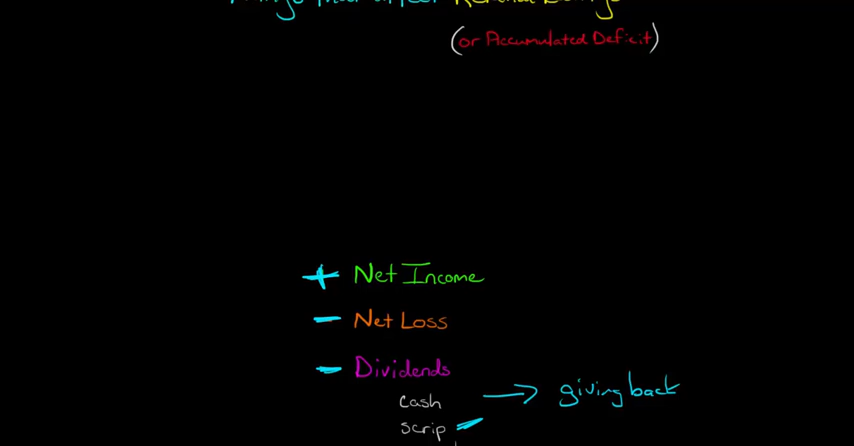 (or Accumulated Deficit)
+ Net Income
- Net Loss
- Dividends
cash → giving back
scrip